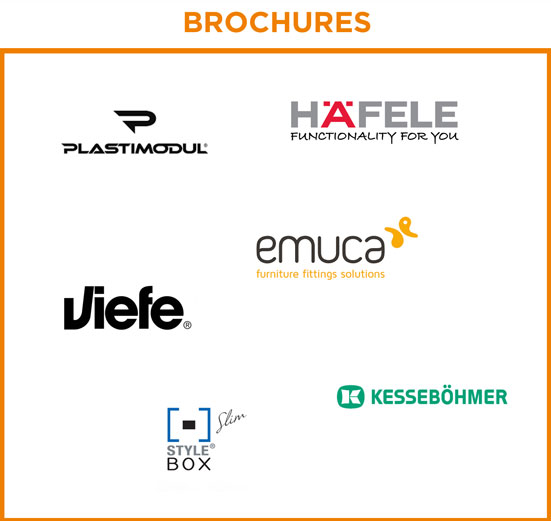 BROCHURES
PLASTIMODUL®
HÄFELE
FUNCTIONALITY FOR YOU
emuca
furniture fittings solutions
Viefe®
KESSEBÖHMER
Slim
STYLE®
BOX